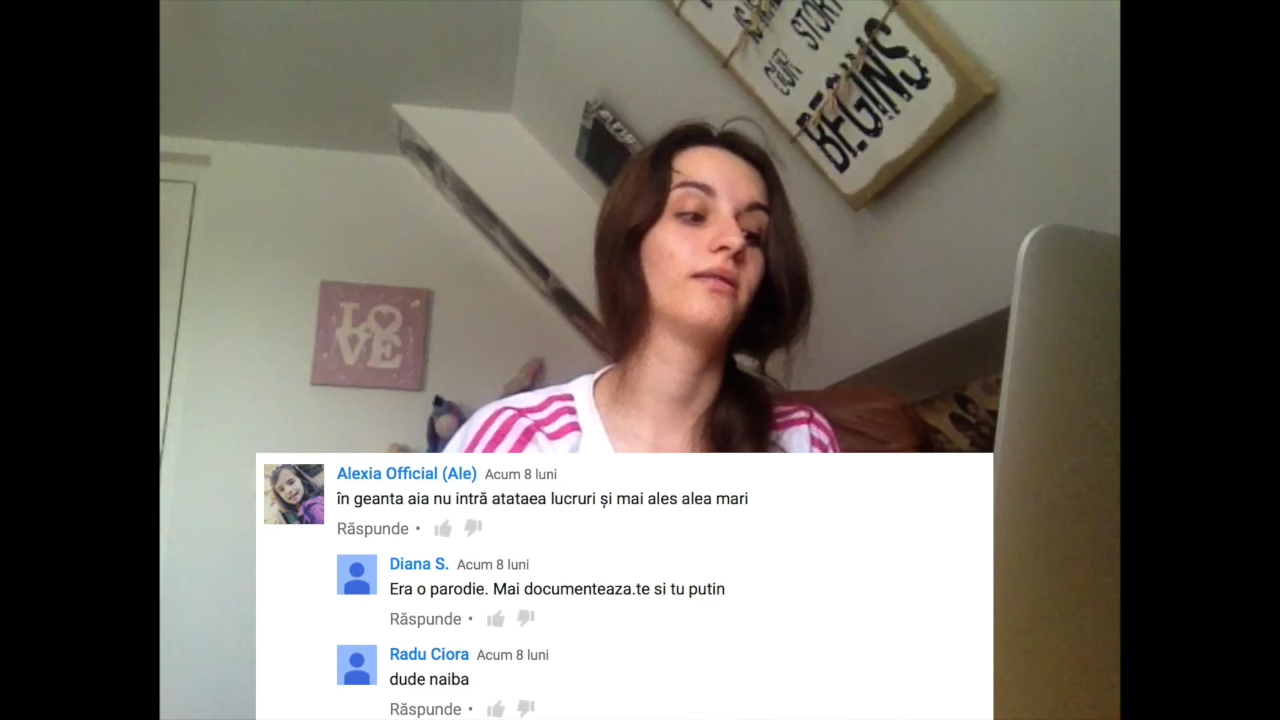 OUR STORY
BEGINS
LO
VE
Alexia Official (Ale) Acum 8 luni
în geanta aia nu intră atataea lucruri și mai ales alea mari
Răspunde •
Diana S. Acum 8 luni
Era o parodie. Mai documenteaza.te si tu putin
Răspunde •
Radu Ciora Acum 8 luni
dude naiba
Răspunde •